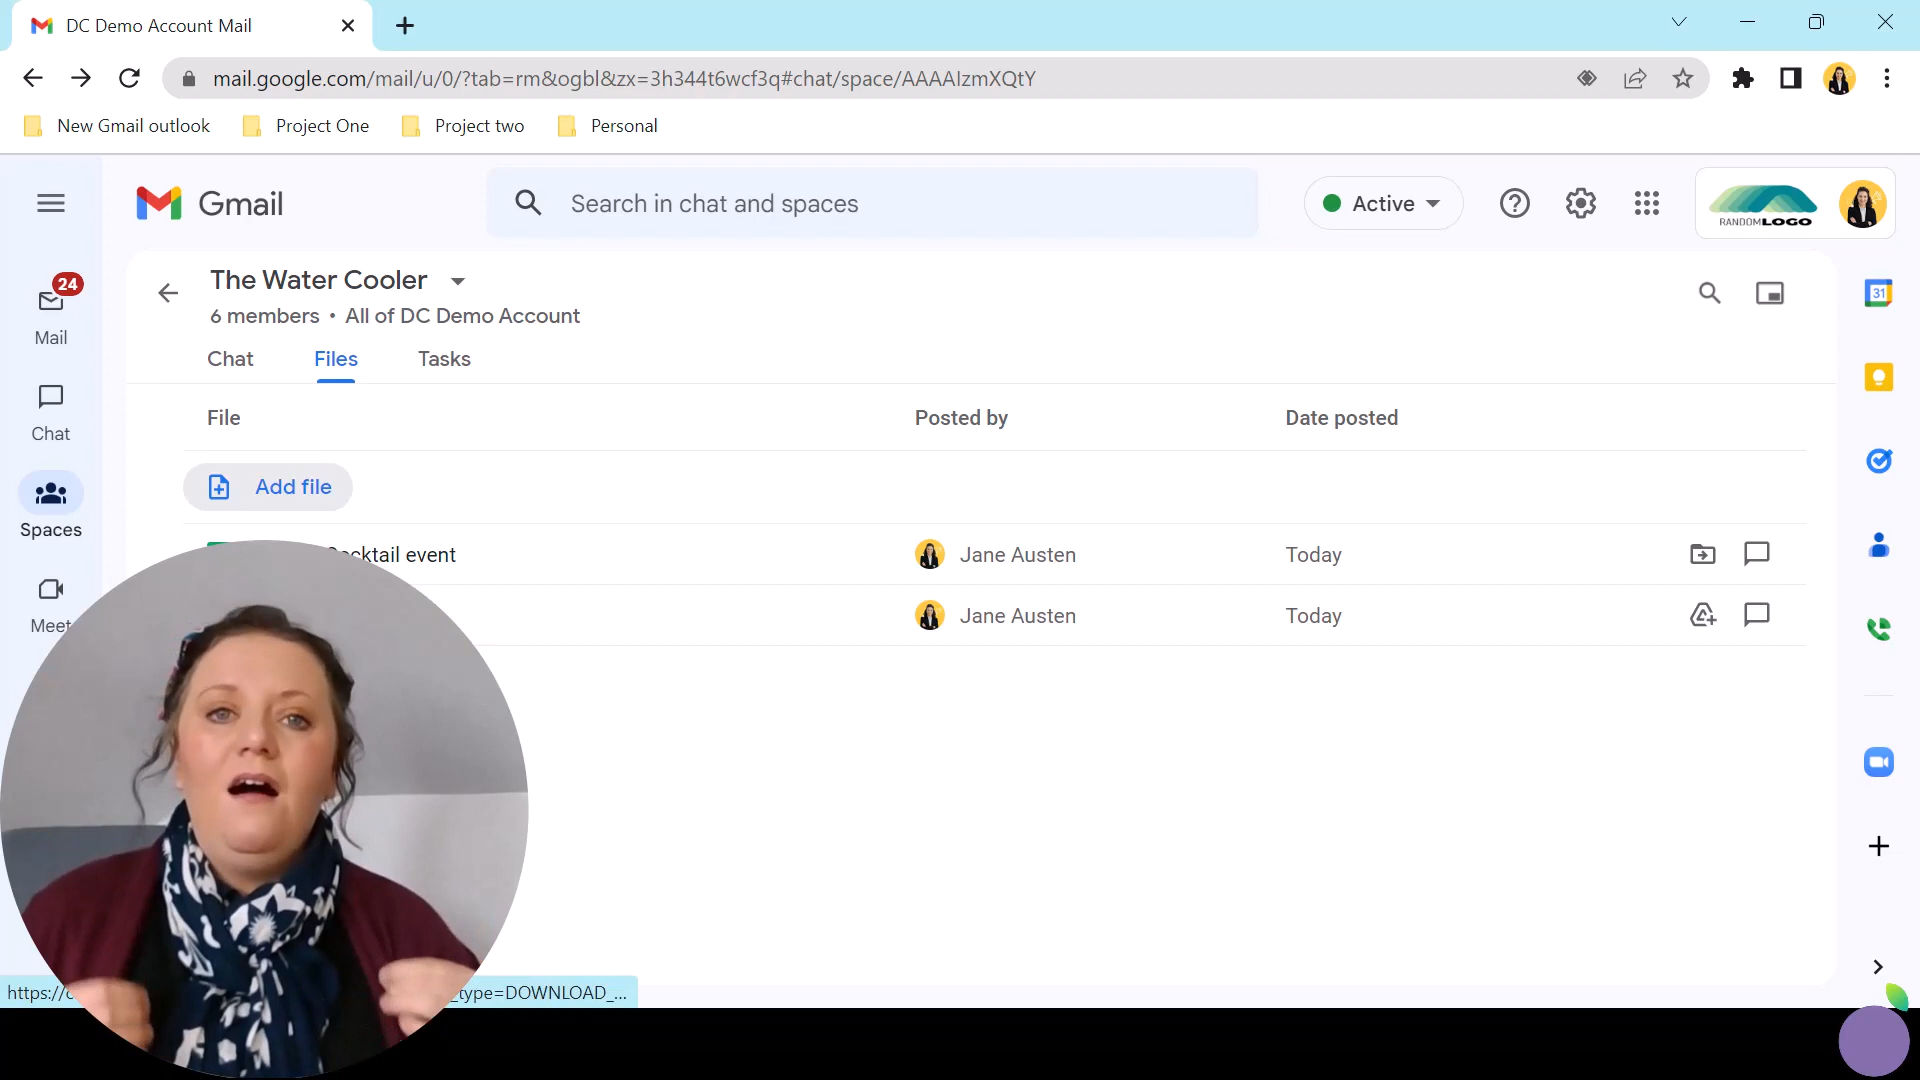 DC Demo Account Mail
mail.google.com/mail/u/0/?tab=rm&ogbl&zx=3h344t6wcf3q#chat/space/AAAAIzmXQtY
New Gmail outlook Project One Project two Personal
Gmail Search in chat and spaces Active RANDOMLOGO
24
Mail
Chat
Spaces
Meet
The Water Cooler
6 members • All of DC Demo Account
Chat Files Tasks
File Posted by Date posted
Add file
event Jane Austen Today
Jane Austen Today
31
https:// type=DOWNLOAD_...